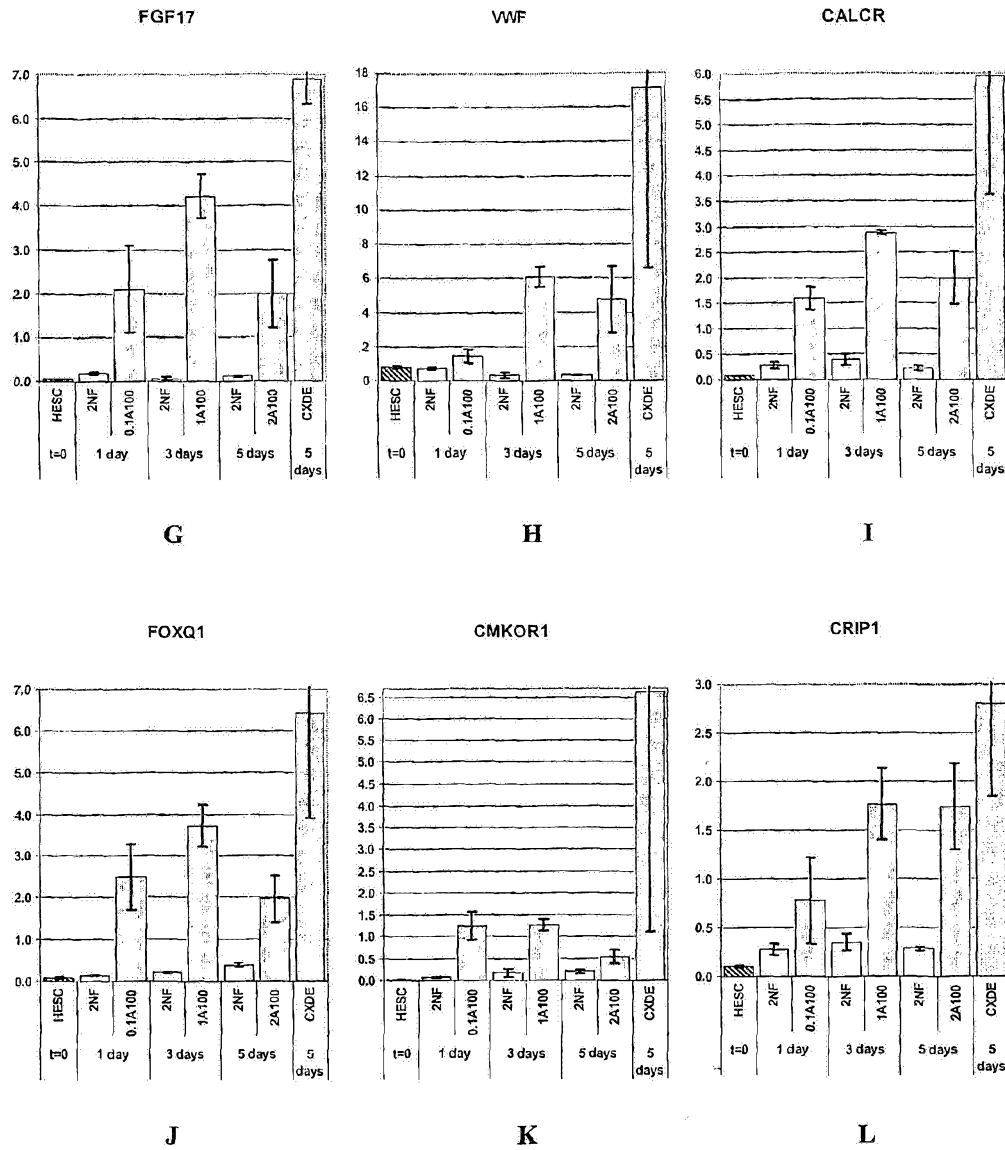 FGF17
VWF
CALCR
7.0
6.0
5.0
4.0
3.0
2.0
1.0
0.0
HESC
2NF
0.1A100
2NF
1A100
2NF
2A100
CXDE
t=0
1 day
3 days
5 days
5 days
18
16
14
12
10
8
6
4
2
0
HESC
2NF
0.1A100
2NF
1A100
2NF
2A100
CXDE
t=0
1 day
3 days
5 days
5 days
6.0
5.5
5.0
4.5
4.0
3.5
3.0
2.5
2.0
1.5
1.0
0.5
0.0
HESC
2NF
0.1A100
2NF
1A100
2NF
2A100
CXDE
t=0
1 day
3 days
5 days
5 days
G
H
I
FOXQ1
CMKOR1
CRIP1
7.0
6.0
5.0
4.0
3.0
2.0
1.0
0.0
HESC
2NF
0.1A100
2NF
1A100
2NF
2A100
CXDE
t=0
1 day
3 days
5 days
5 days
6.5
6.0
5.5
5.0
4.5
4.0
3.5
3.0
2.5
2.0
1.5
1.0
0.5
0.0
HESC
2NF
0.1A100
2NF
1A100
2NF
2A100
CXDE
t=0
1 day
3 days
5 days
5 days
3.0
2.5
2.0
1.5
1.0
0.5
0.0
HESC
2NF
0.1A100
2NF
1A100
2NF
2A100
CXDE
t=0
1 day
3 days
5 days
5 days
J
K
L